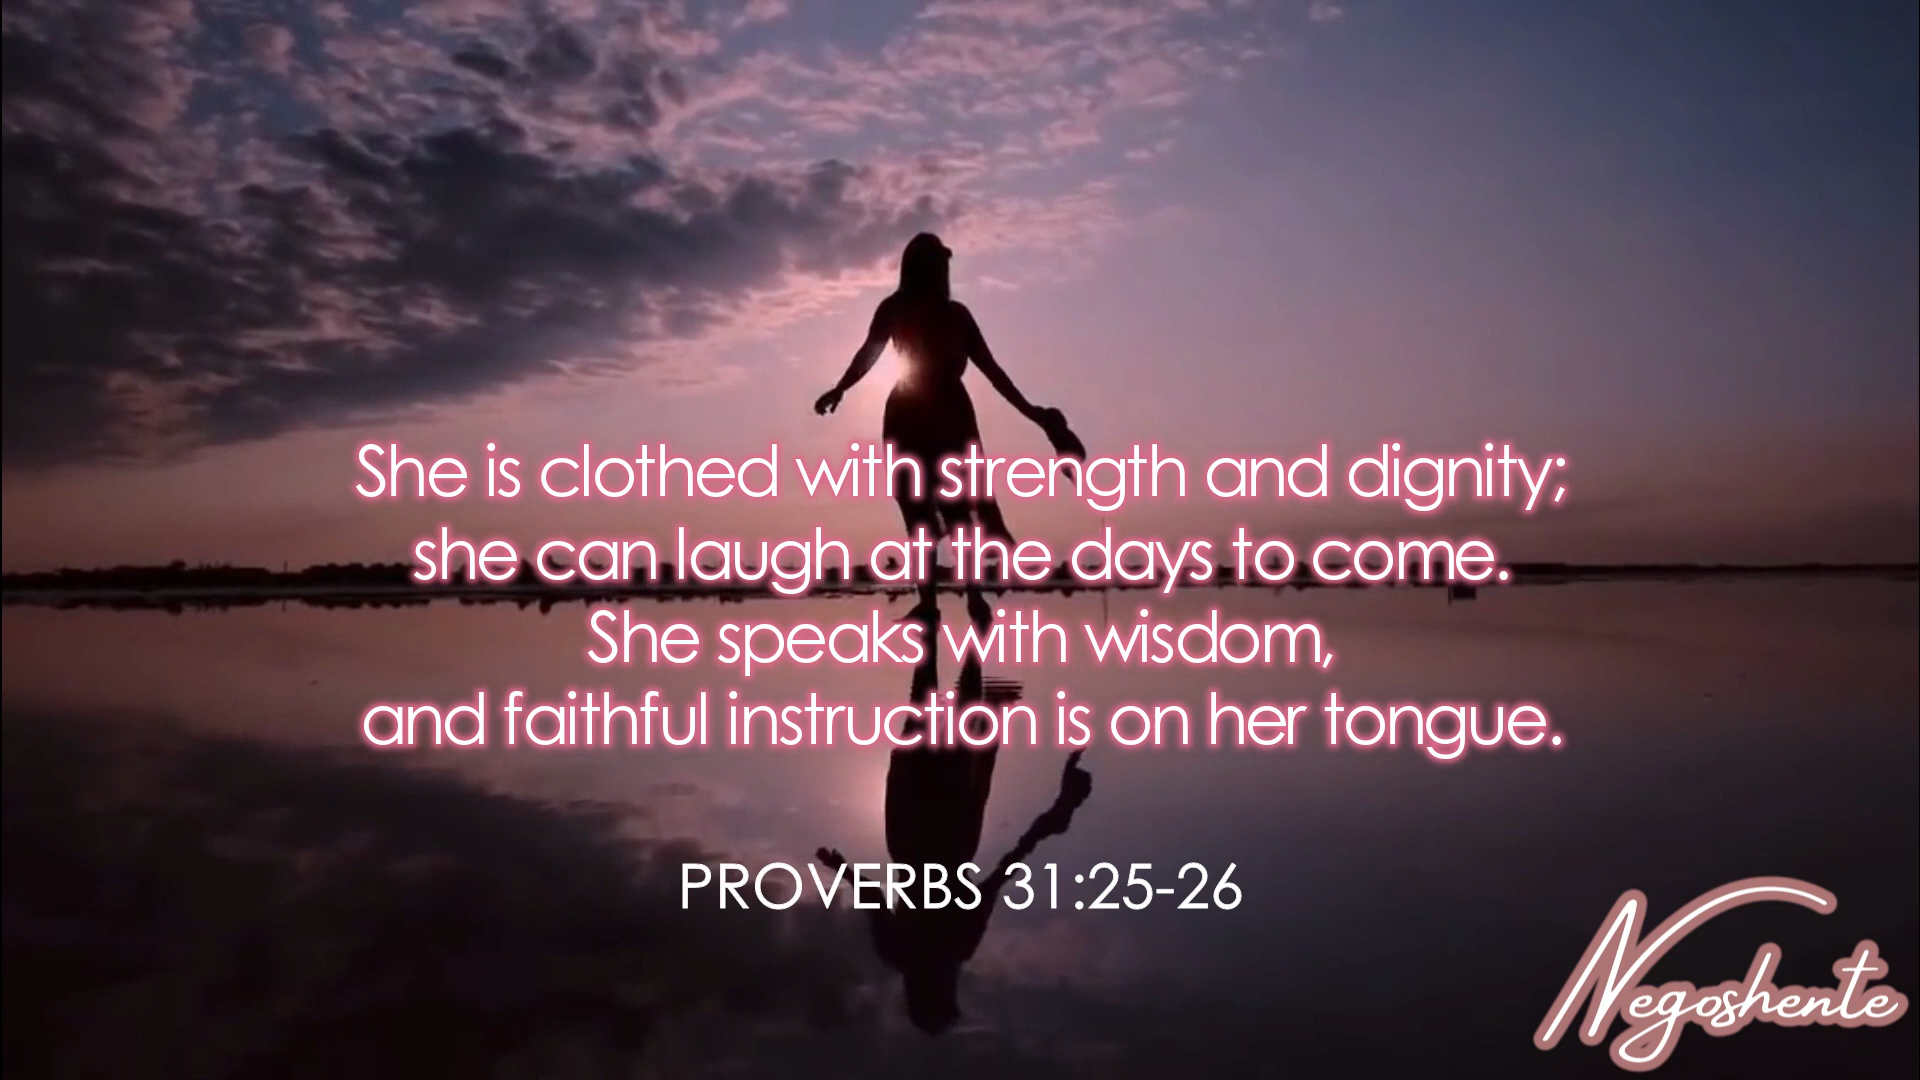 She is clothed with strength and dignity;
she can laugh at the days to come.
She speaks with wisdom,
and faithful instruction is on her tongue.
PROVERBS 31:25-26
Negoshente